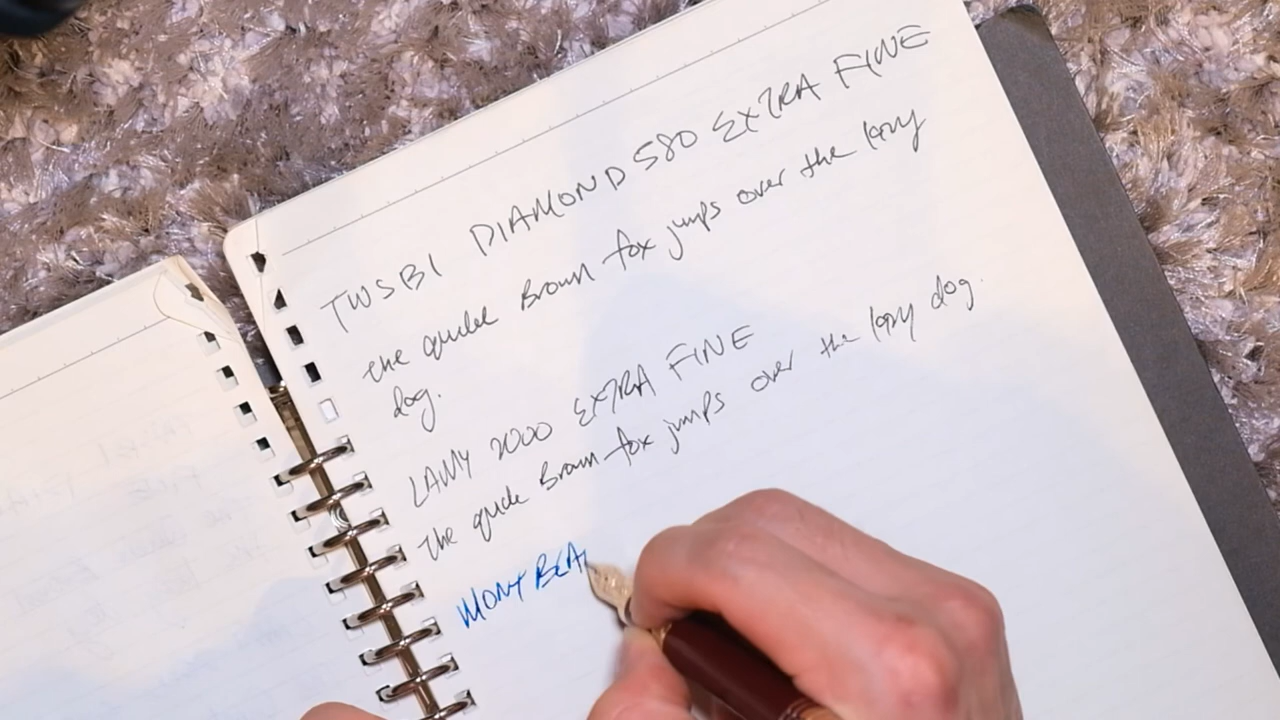 TWSBI DIAMOND 580 EXTRA FINE
the quick Brown fox jumps over the lazy
dog.
LAMY 2000 EXTRA FINE
the quick Brown fox jumps over the lazy dog.
MONTBLA